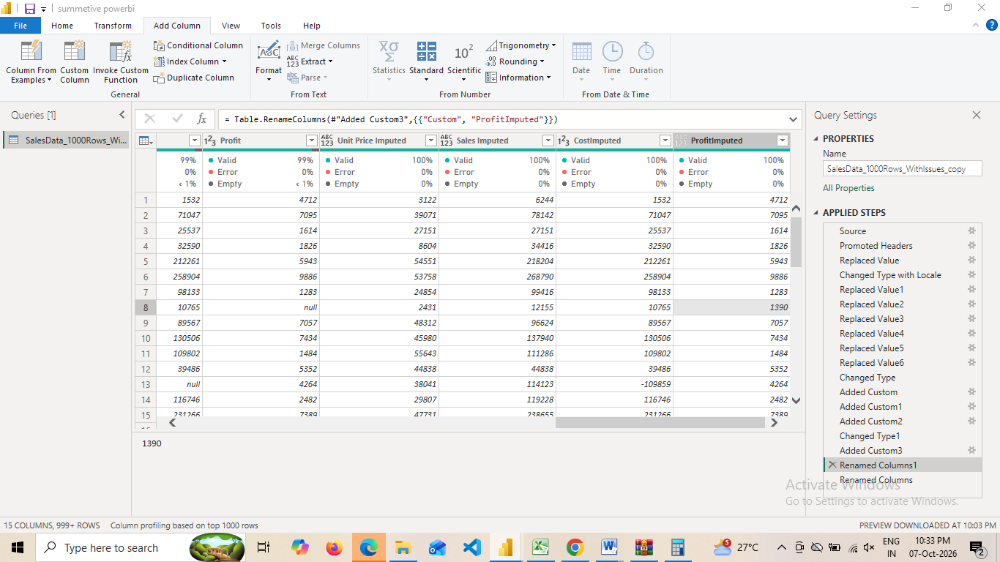 summetive powerbi
File Home Transform Add Column View Tools Help
Column From Examples
Custom Column
Invoke Custom Function
Conditional Column
Index Column
Duplicate Column
General
Format
Merge Columns
ABC 123 Extract
abc Parse
From Text
Statistics
Standard
10² Scientific
Trigonometry
Rounding
Information
From Number
Date
Time
Duration
From Date & Time
Queries [1]
SalesData_1000Rows_Wi...
fx = Table.RenameColumns(#"Added Custom3",{{"Custom", "ProfitImputed"}})
1²3 Profit ABC 123 Unit Price Imputed ABC 123 Sales Imputed 1²3 CostImputed ABC 123 ProfitImputed
99% Valid 99% Valid 100% Valid 100% Valid 100% Valid 100%
0% Error 0% Error 0% Error 0% Error 0% Error 0%
< 1% Empty < 1% Empty 0% Empty 0% Empty 0% Empty 0%
1 1532 4712 3122 6244 1532 4712
2 71047 7095 39071 78142 71047 7095
3 25537 1614 27151 27151 25537 1614
4 32590 1826 8604 34416 32590 1826
5 212261 5943 54551 218204 212261 5943
6 258904 9886 53758 268790 258904 9886
7 98133 1283 24854 99416 98133 1283
8 10765 null 2431 12155 10765 1390
9 89567 7057 48312 96624 89567 7057
10 130506 7434 45980 137940 130506 7434
11 109802 1484 55643 111286 109802 1484
12 39486 5352 44838 44838 39486 5352
13 null 4264 38041 114123 -109859 4264
14 116746 2482 29807 119228 116746 2482
15 231266 7389 47731 238655 231266 7389
1390
Query Settings
PROPERTIES
Name
SalesData_1000Rows_WithIssues_copy
All Properties
APPLIED STEPS
Source
Promoted Headers
Replaced Value
Changed Type with Locale
Replaced Value1
Replaced Value2
Replaced Value3
Replaced Value4
Replaced Value5
Replaced Value6
Changed Type
Added Custom
Added Custom1
Added Custom2
Changed Type1
Added Custom3
Renamed Columns1
Renamed Columns
Activate Windows
Go to Settings to activate Windows.
15 COLUMNS, 999+ ROWS Column profiling based on top 1000 rows PREVIEW DOWNLOADED AT 10:03 PM
Type here to search
5
27°C
ENG
IN
10:33 PM
07-Oct-2026
2